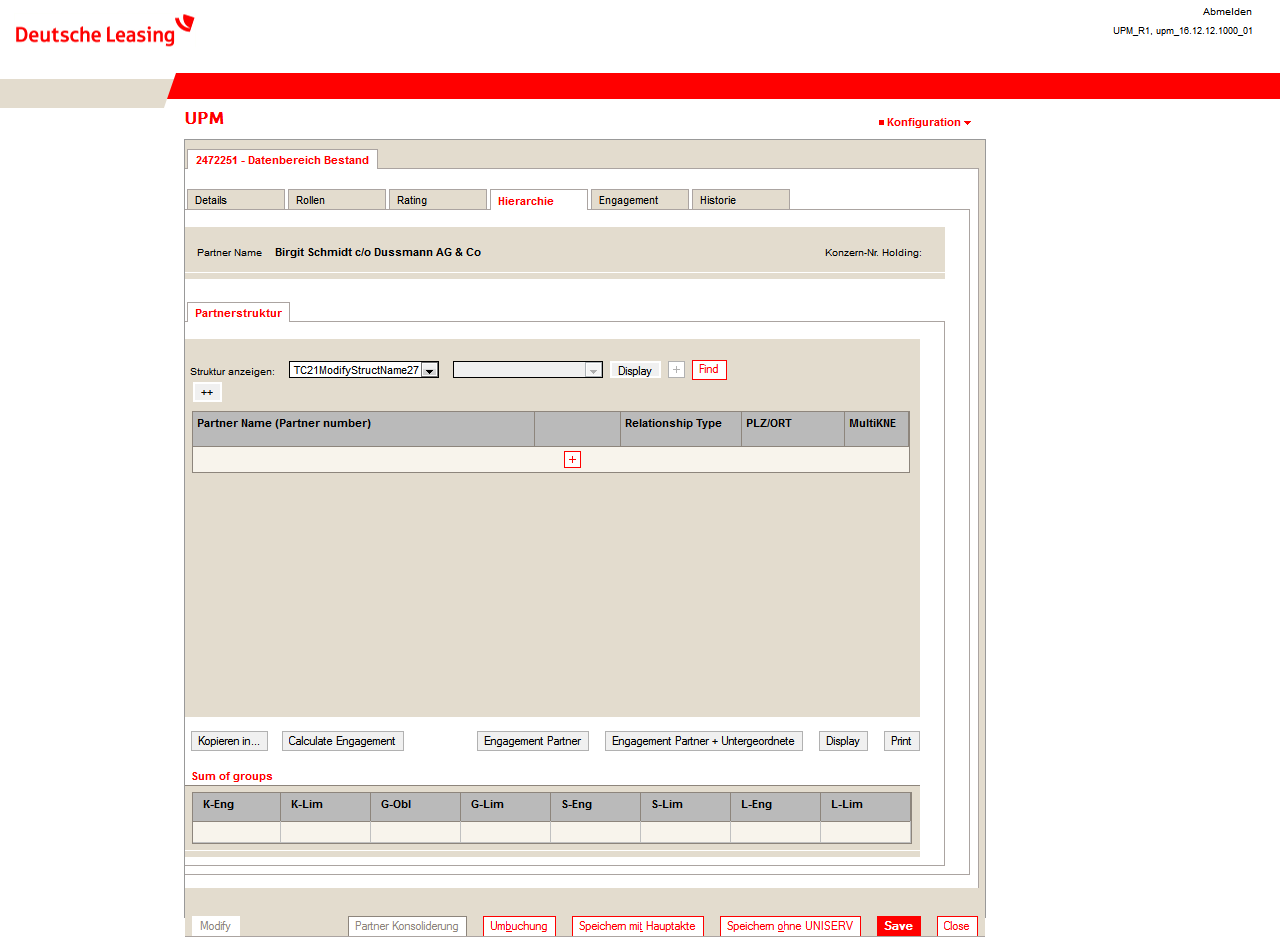 Deutsche Leasing
Abmelden
UPM_R1, upm_16.12.12.1000_01
UPM
Konfiguration
2472251 - Datenbereich Bestand
Details Rollen Rating Hierarchie Engagement Historie
Partner Name Birgit Schmidt c/o Dussmann AG & Co Konzern-Nr. Holding:
Partnerstruktur
Struktur anzeigen: TC21ModifyStructName27 Display + Find
++
Partner Name (Partner number) Relationship Type PLZ/ORT MultiKNE
+
Kopieren in... Calculate Engagement Engagement Partner Engagement Partner + Untergeordnete Display Print
Sum of groups
K-Eng K-Lim G-Obl G-Lim S-Eng S-Lim L-Eng L-Lim
Modify Partner Konsoliderung Umbuchung Speichern mit Hauptakte Speichern ohne UNISERV Save Close